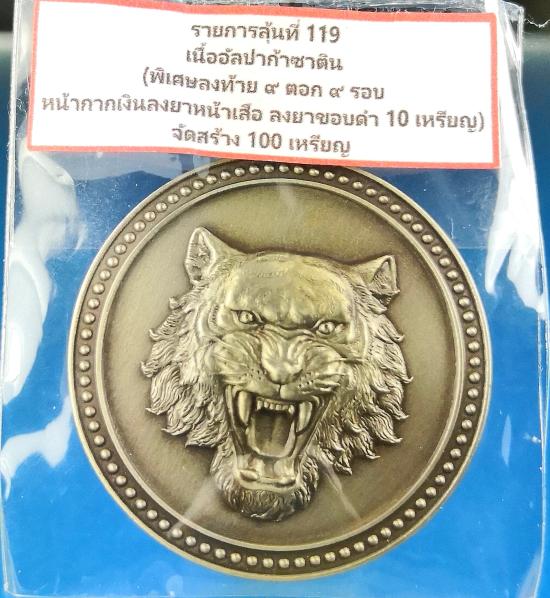 รายการลุ้นที่ 119
เนื้ออัลปาก้าซาติน
(พิเศษลงท้าย ๙ ตอก ๙ รอบ
หน้ากากเงินลงยาหน้าเสือ ลงยาขอบดำ 10 เหรียญ)
จัดสร้าง 100 เหรียญ